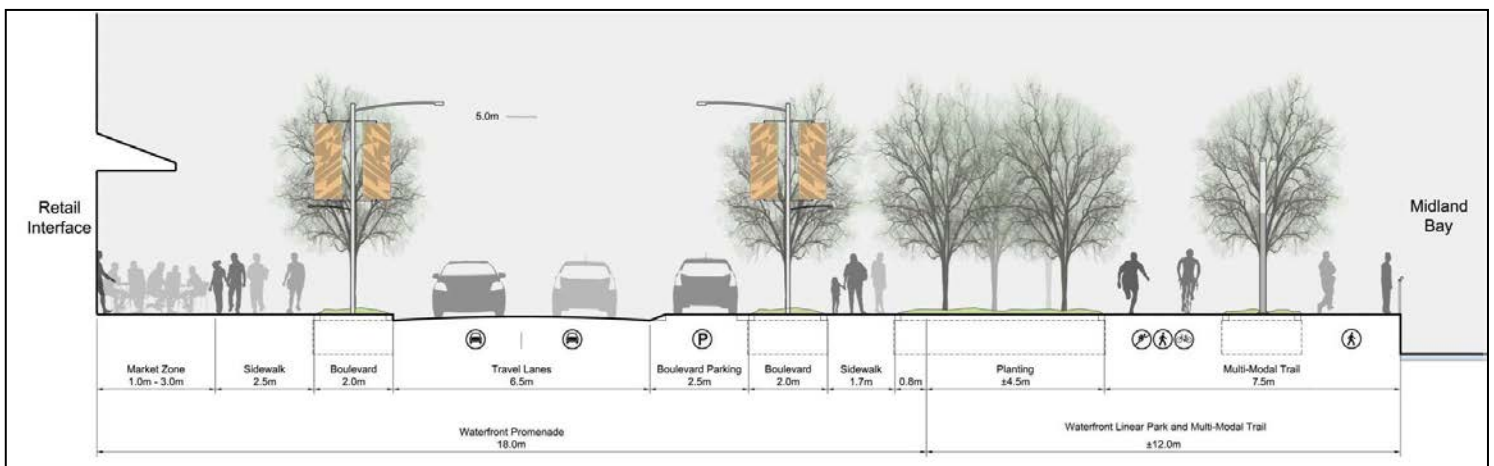 5.0m
Retail
Interface
Midland
Bay
P
Market Zone
1.0m - 3.0m
Sidewalk
2.5m
Boulevard
2.0m
Travel Lanes
6.5m
Boulevard Parking
2.5m
Boulevard
2.0m
Sidewalk
1.7m
0.8m
Planting
±4.5m
Multi-Modal Trail
7.5m
Waterfront Promenade
18.0m
Waterfront Linear Park and Multi-Modal Trail
±12.0m